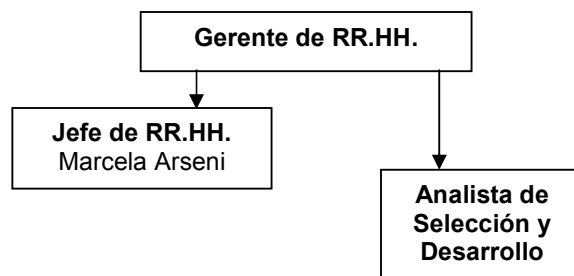 Gerente de RR.HH.
Jefe de RR.HH.
Marcela Arseni
Analista de
Selección y
Desarrollo